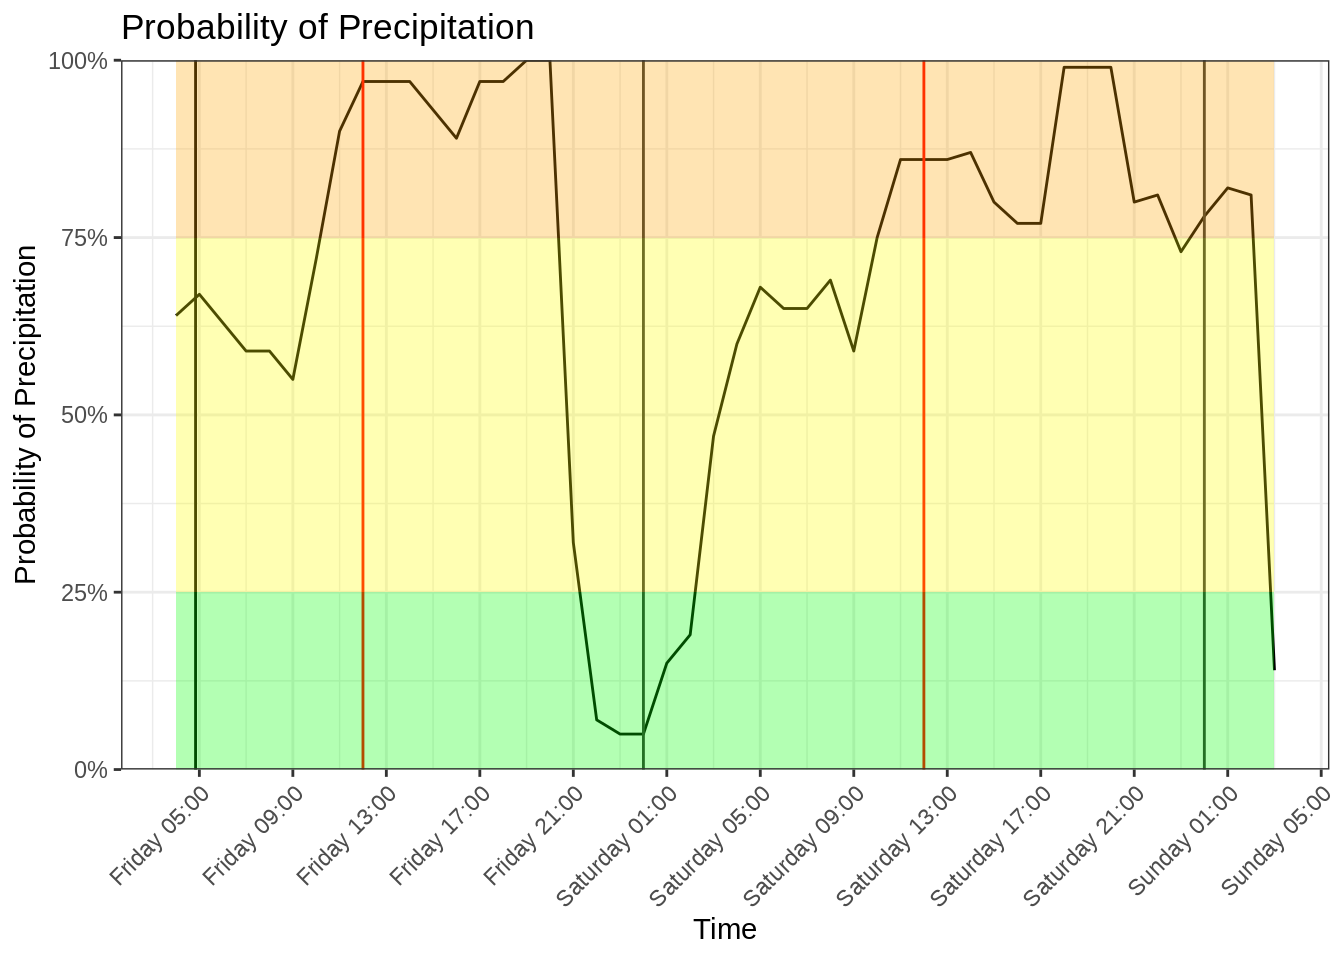 Probability of Precipitation
Probability of Precipitation
100%
75%
50%
25%
0%
Friday 05:00
Friday 09:00
Friday 13:00
Friday 17:00
Friday 21:00
Saturday 01:00
Saturday 05:00
Saturday 09:00
Saturday 13:00
Saturday 17:00
Saturday 21:00
Sunday 01:00
Sunday 05:00
Time